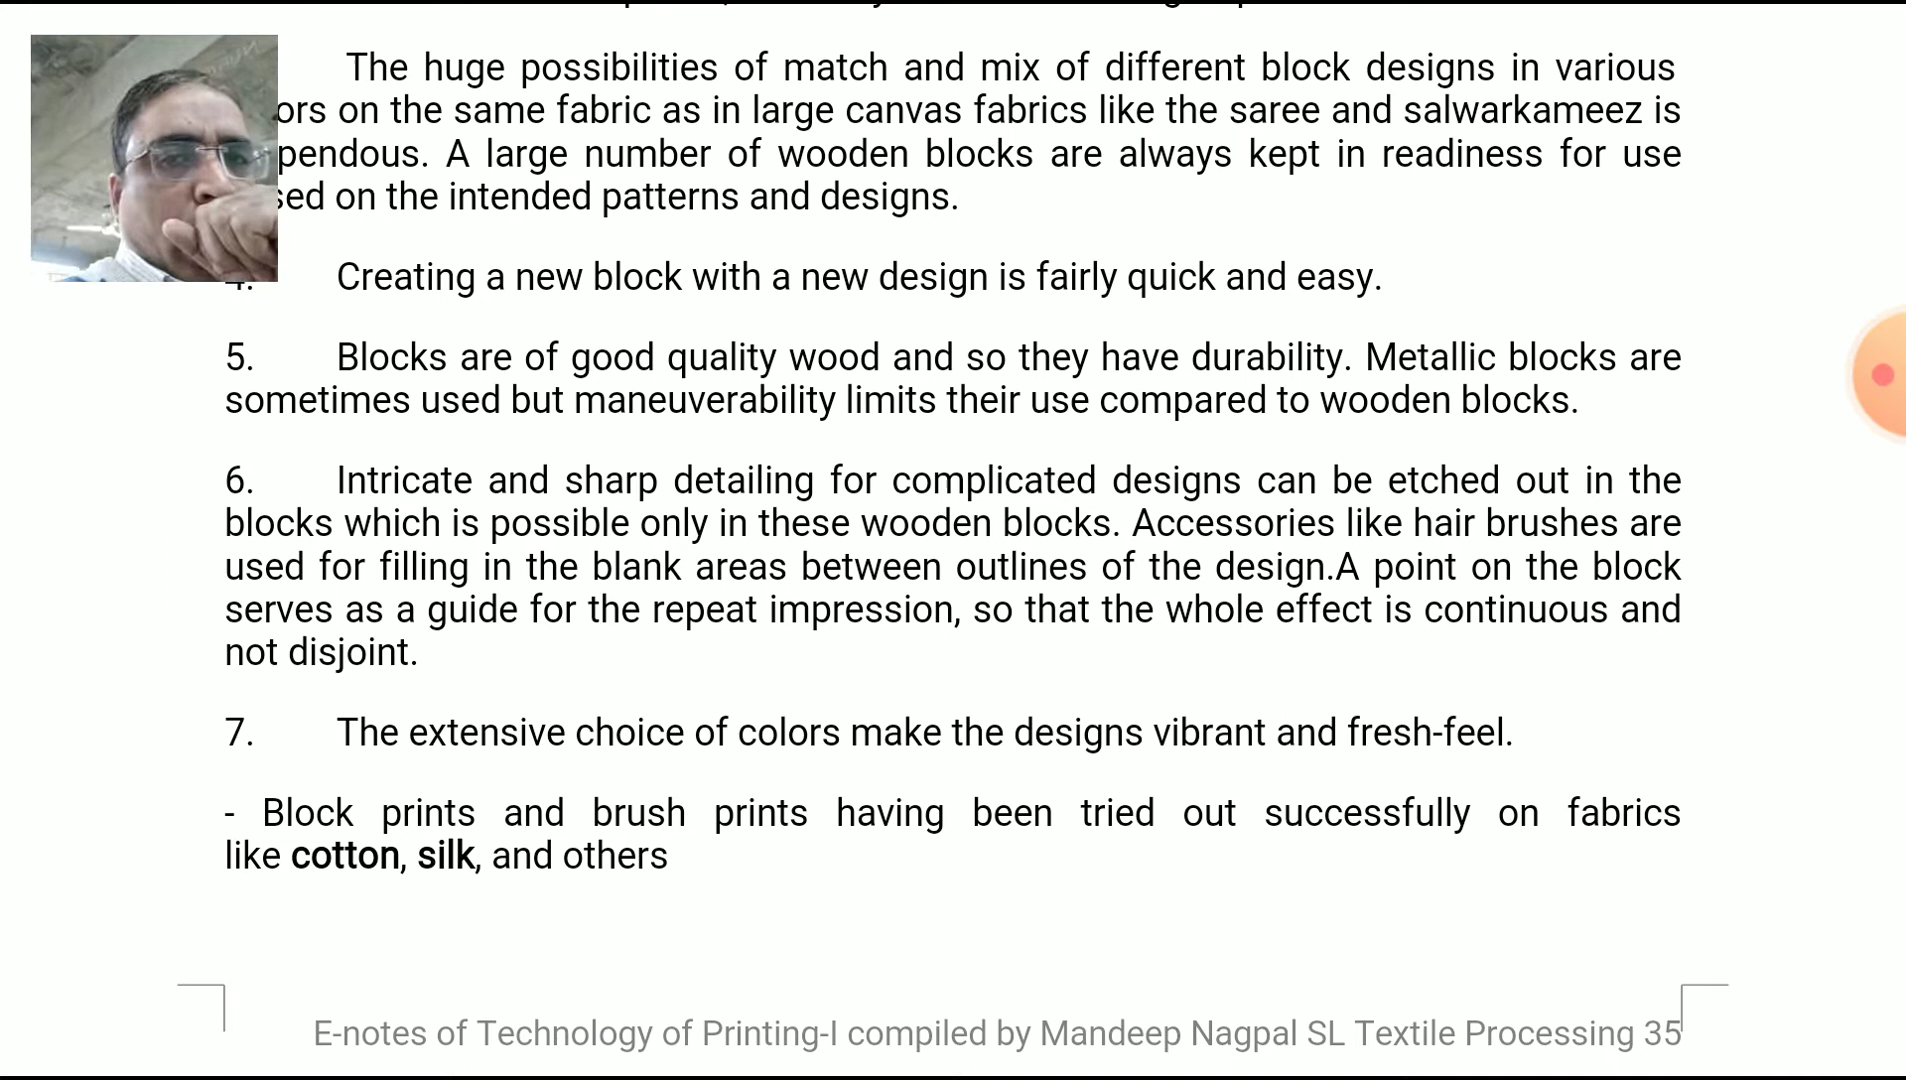 The huge possibilities of match and mix of different block designs in various
ors on the same fabric as in large canvas fabrics like the saree and salwarkameez is
pendous. A large number of wooden blocks are always kept in readiness for use
sed on the intended patterns and designs.
4. Creating a new block with a new design is fairly quick and easy.
5. Blocks are of good quality wood and so they have durability. Metallic blocks are
sometimes used but maneuverability limits their use compared to wooden blocks.
6. Intricate and sharp detailing for complicated designs can be etched out in the
blocks which is possible only in these wooden blocks. Accessories like hair brushes are
used for filling in the blank areas between outlines of the design.A point on the block
serves as a guide for the repeat impression, so that the whole effect is continuous and
not disjoint.
7. The extensive choice of colors make the designs vibrant and fresh-feel.
- Block prints and brush prints having been tried out successfully on fabrics
like cotton, silk, and others
E-notes of Technology of Printing-I compiled by Mandeep Nagpal SL Textile Processing 35